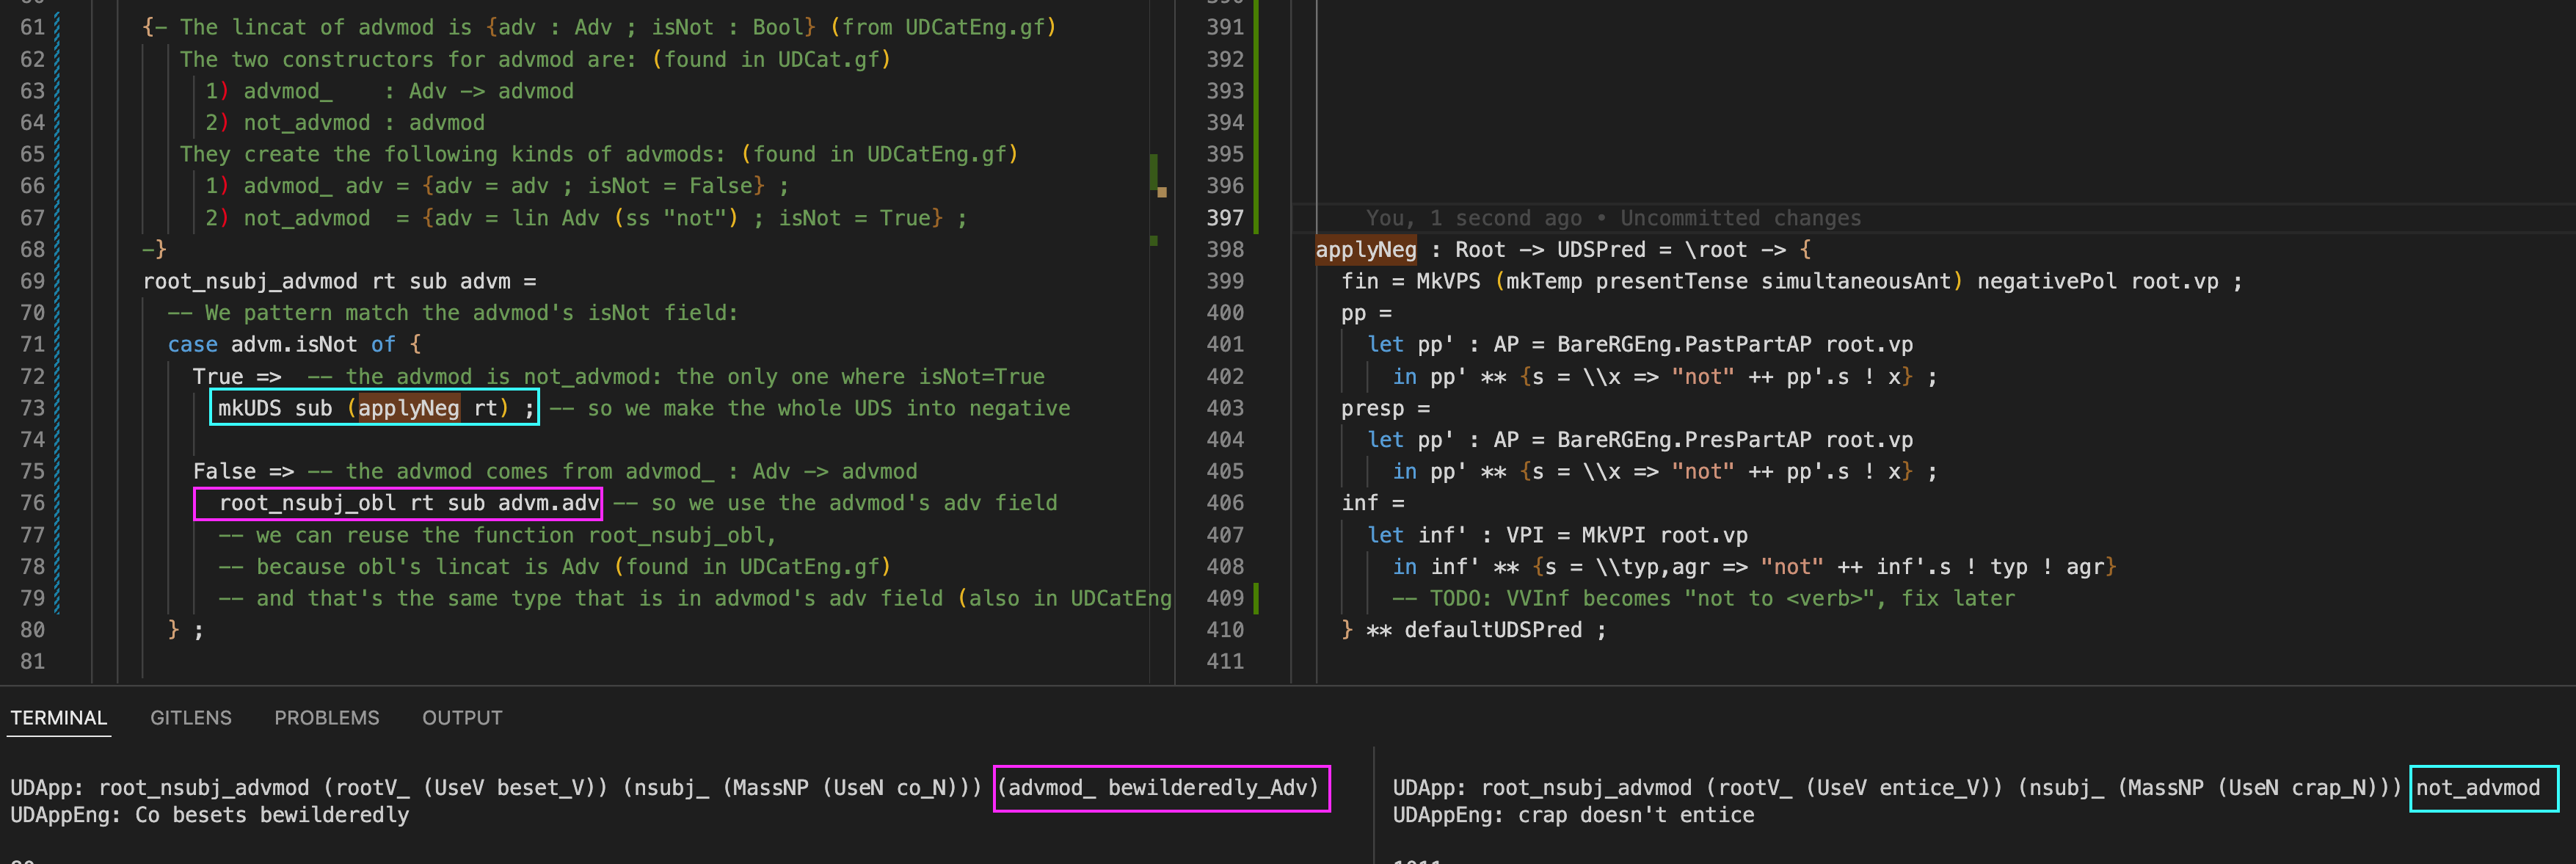 61 {- The lincat of advmod is {adv : Adv ; isNot : Bool} (from UDCatEng.gf)
62 The two constructors for advmod are: (found in UDCat.gf)
63 1) advmod_    : Adv -> advmod
64 2) not_advmod : advmod
65 They create the following kinds of advmods: (found in UDCatEng.gf)
66 1) advmod_ adv = {adv = adv ; isNot = False} ;
67 2) not_advmod  = {adv = lin Adv (ss "not") ; isNot = True} ;
68 -}
69 root_nsubj_advmod rt sub advm =
70 -- We pattern match the advmod's isNot field:
71 case advm.isNot of {
72 True =>  -- the advmod is not_advmod: the only one where isNot=True
73 mkUDS sub (applyNeg rt) ; -- so we make the whole UDS into negative
74
75 False => -- the advmod comes from advmod_ : Adv -> advmod
76 root_nsubj_obl rt sub advm.adv -- so we use the advmod's adv field
77 -- we can reuse the function root_nsubj_obl,
78 -- because obl's lincat is Adv (found in UDCatEng.gf)
79 -- and that's the same type that is in advmod's adv field (also in UDCatEng
80 } ;
81
391
392
393
394
395
396
397 You, 1 second ago • Uncommitted changes
398 applyNeg : Root -> UDSPred = \root -> {
399 fin = MkVPS (mkTemp presentTense simultaneousAnt) negativePol root.vp ;
400 pp =
401 let pp' : AP = BareRGEng.PastPartAP root.vp
402 in pp' ** {s = \\x => "not" ++ pp'.s ! x} ;
403 presp =
404 let pp' : AP = BareRGEng.PresPartAP root.vp
405 in pp' ** {s = \\x => "not" ++ pp'.s ! x} ;
406 inf =
407 let inf' : VPI = MkVPI root.vp
408 in inf' ** {s = \\typ,agr => "not" ++ inf'.s ! typ ! agr}
409 -- TODO: VVInf becomes "not to <verb>", fix later
410 } ** defaultUDSPred ;
411
TERMINAL GITLENS PROBLEMS OUTPUT
UDApp: root_nsubj_advmod (rootV_ (UseV beset_V)) (nsubj_ (MassNP (UseN co_N))) (advmod_ bewilderedly_Adv)
UDAppEng: Co besets bewilderedly
UDApp: root_nsubj_advmod (rootV_ (UseV entice_V)) (nsubj_ (MassNP (UseN crap_N))) not_advmod
UDAppEng: crap doesn't entice